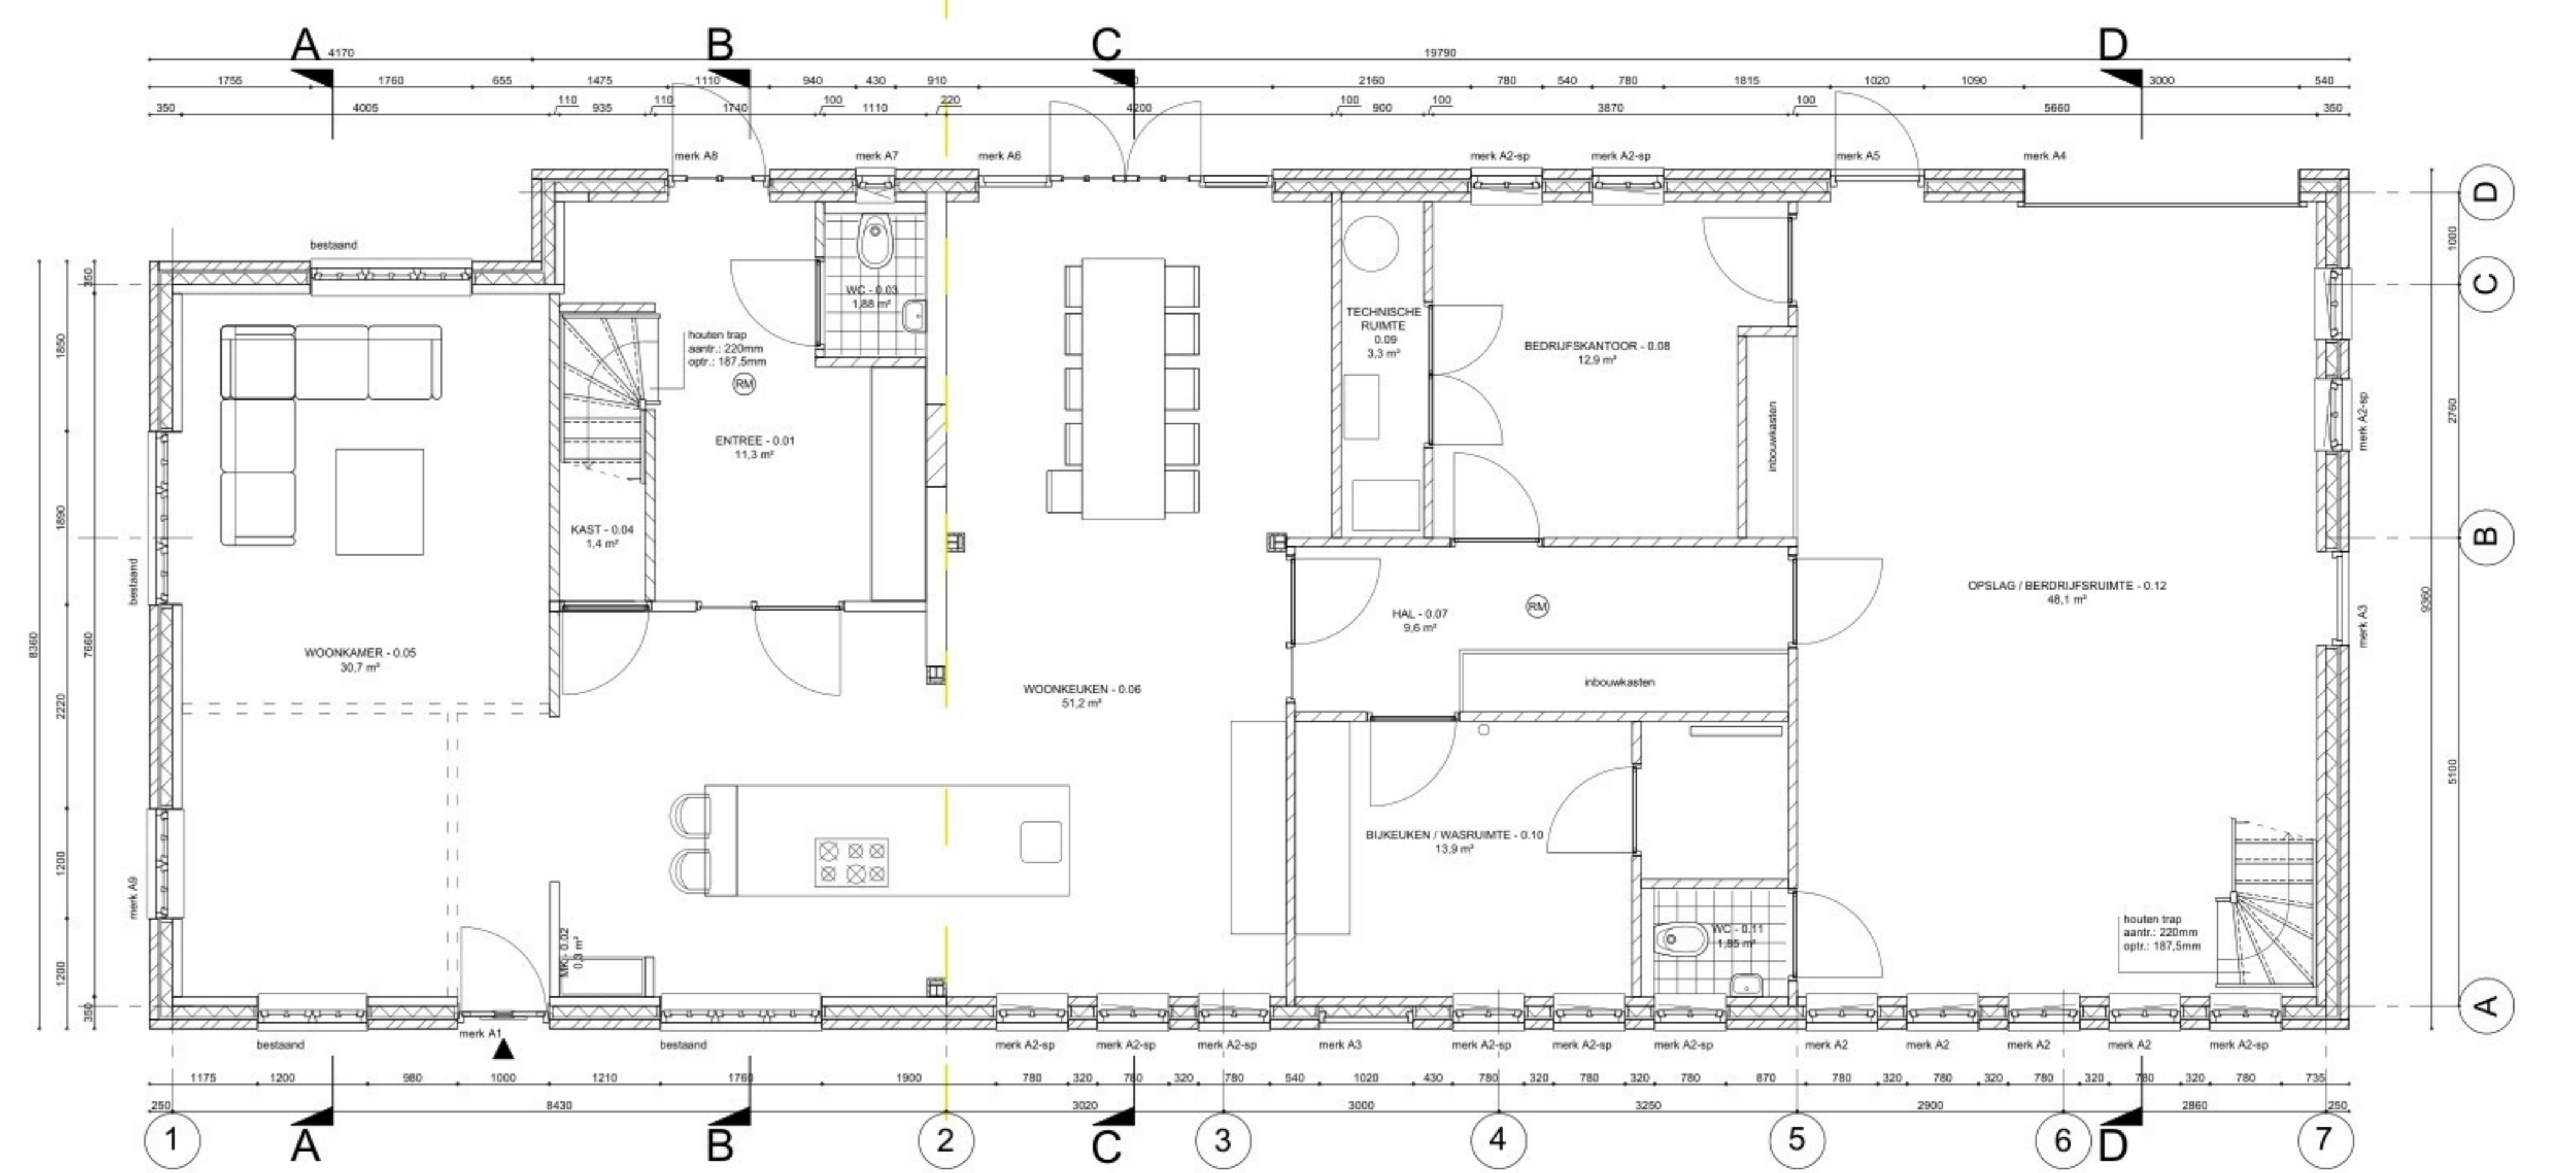 A
B
C
D
4170
19790
1755
1760
655
1475
1110
940
430
910
2160
780
540
780
1815
1020
1090
3000
540
350
4005
110
935
110
1740
100
1110
220
4200
100
900
100
3870
100
5660
350
merk A8
merk A7
merk A6
merk A2-sp
merk A2-sp
merk A5
merk A4
bestaand
D
C
B
A
1000
2760
5100
9360
merk A2-sp
merk A3
350
1850
1890
2220
1200
1200
350
7660
8360
bestaand
merk A9
WC - 0.03
1,88 m²
houten trap
aantr.: 220mm
optr.: 187,5mm
RM
ENTREE - 0.01
11,3 m²
KAST - 0.04
1,4 m²
WOONKAMER - 0.05
30,7 m²
WOONKEUKEN - 0.06
51,2 m²
TECHNISCHE
RUIMTE
0.09
3,3 m²
BEDRIJFSKANTOOR - 0.08
12,9 m²
inbouwkasten
HAL - 0.07
9,6 m²
RM
inbouwkasten
OPSLAG / BERDRIJFSRUIMTE - 0.12
48,1 m²
BIJKEUKEN / WASRUIMTE - 0.10
13,9 m²
WC - 0.11
1,85 m²
houten trap
aantr.: 220mm
optr.: 187,5mm
MK - 0.02
0,3 m²
merk A1
bestaand
bestaand
merk A2-sp
merk A2-sp
merk A2-sp
merk A3
merk A2-sp
merk A2-sp
merk A2-sp
merk A2
merk A2
merk A2
merk A2
merk A2-sp
1175
1200
980
1000
1210
1760
1900
780
320
780
320
780
540
1020
430
780
320
780
320
780
870
780
320
780
320
780
320
780
320
780
735
250
8430
3020
3000
3250
2900
2860
250
1
A
B
2
C
3
4
5
6
D
7